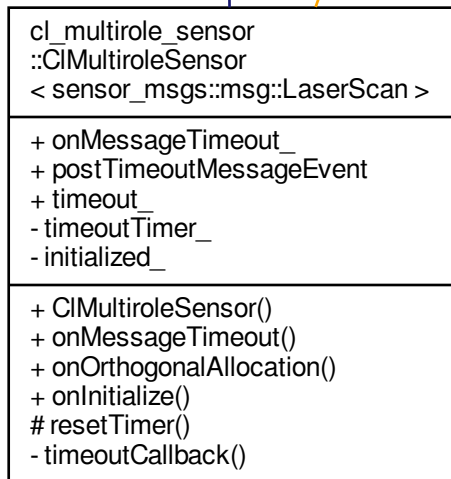 cl_multirole_sensor
::ClMultiroleSensor
< sensor_msgs::msg::LaserScan >
+ onMessageTimeout_
+ postTimeoutMessageEvent
+ timeout_
- timeoutTimer_
- initialized_
+ ClMultiroleSensor()
+ onMessageTimeout()
+ onOrthogonalAllocation()
+ onInitialize()
# resetTimer()
- timeoutCallback()